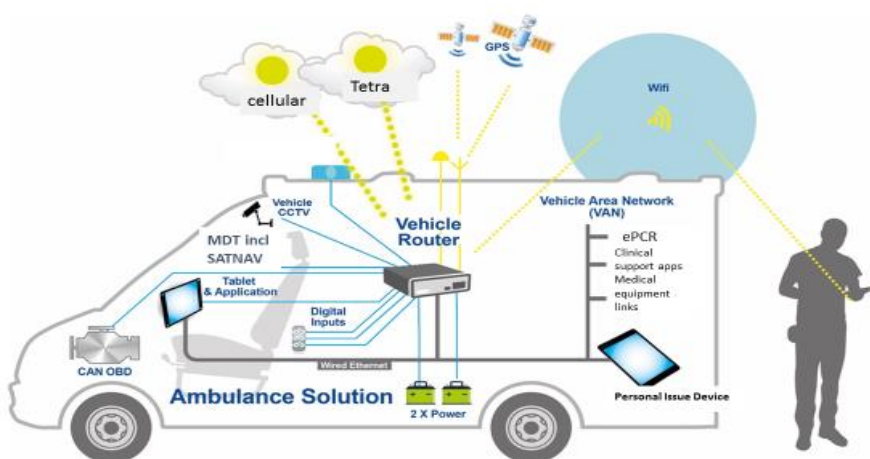 GPS
cellular
Tetra
Wifi
Vehicle
CCTV
Vehicle
Router
Vehicle Area Network
(VAN)
MDT incl
SATNAV
ePCR
Clinical
support apps
Medical
equipment
links
Tablet
& Application
Digital
Inputs
CAN OBD
Wired Ethernet
Ambulance Solution
2 X Power
Personal Issue Device